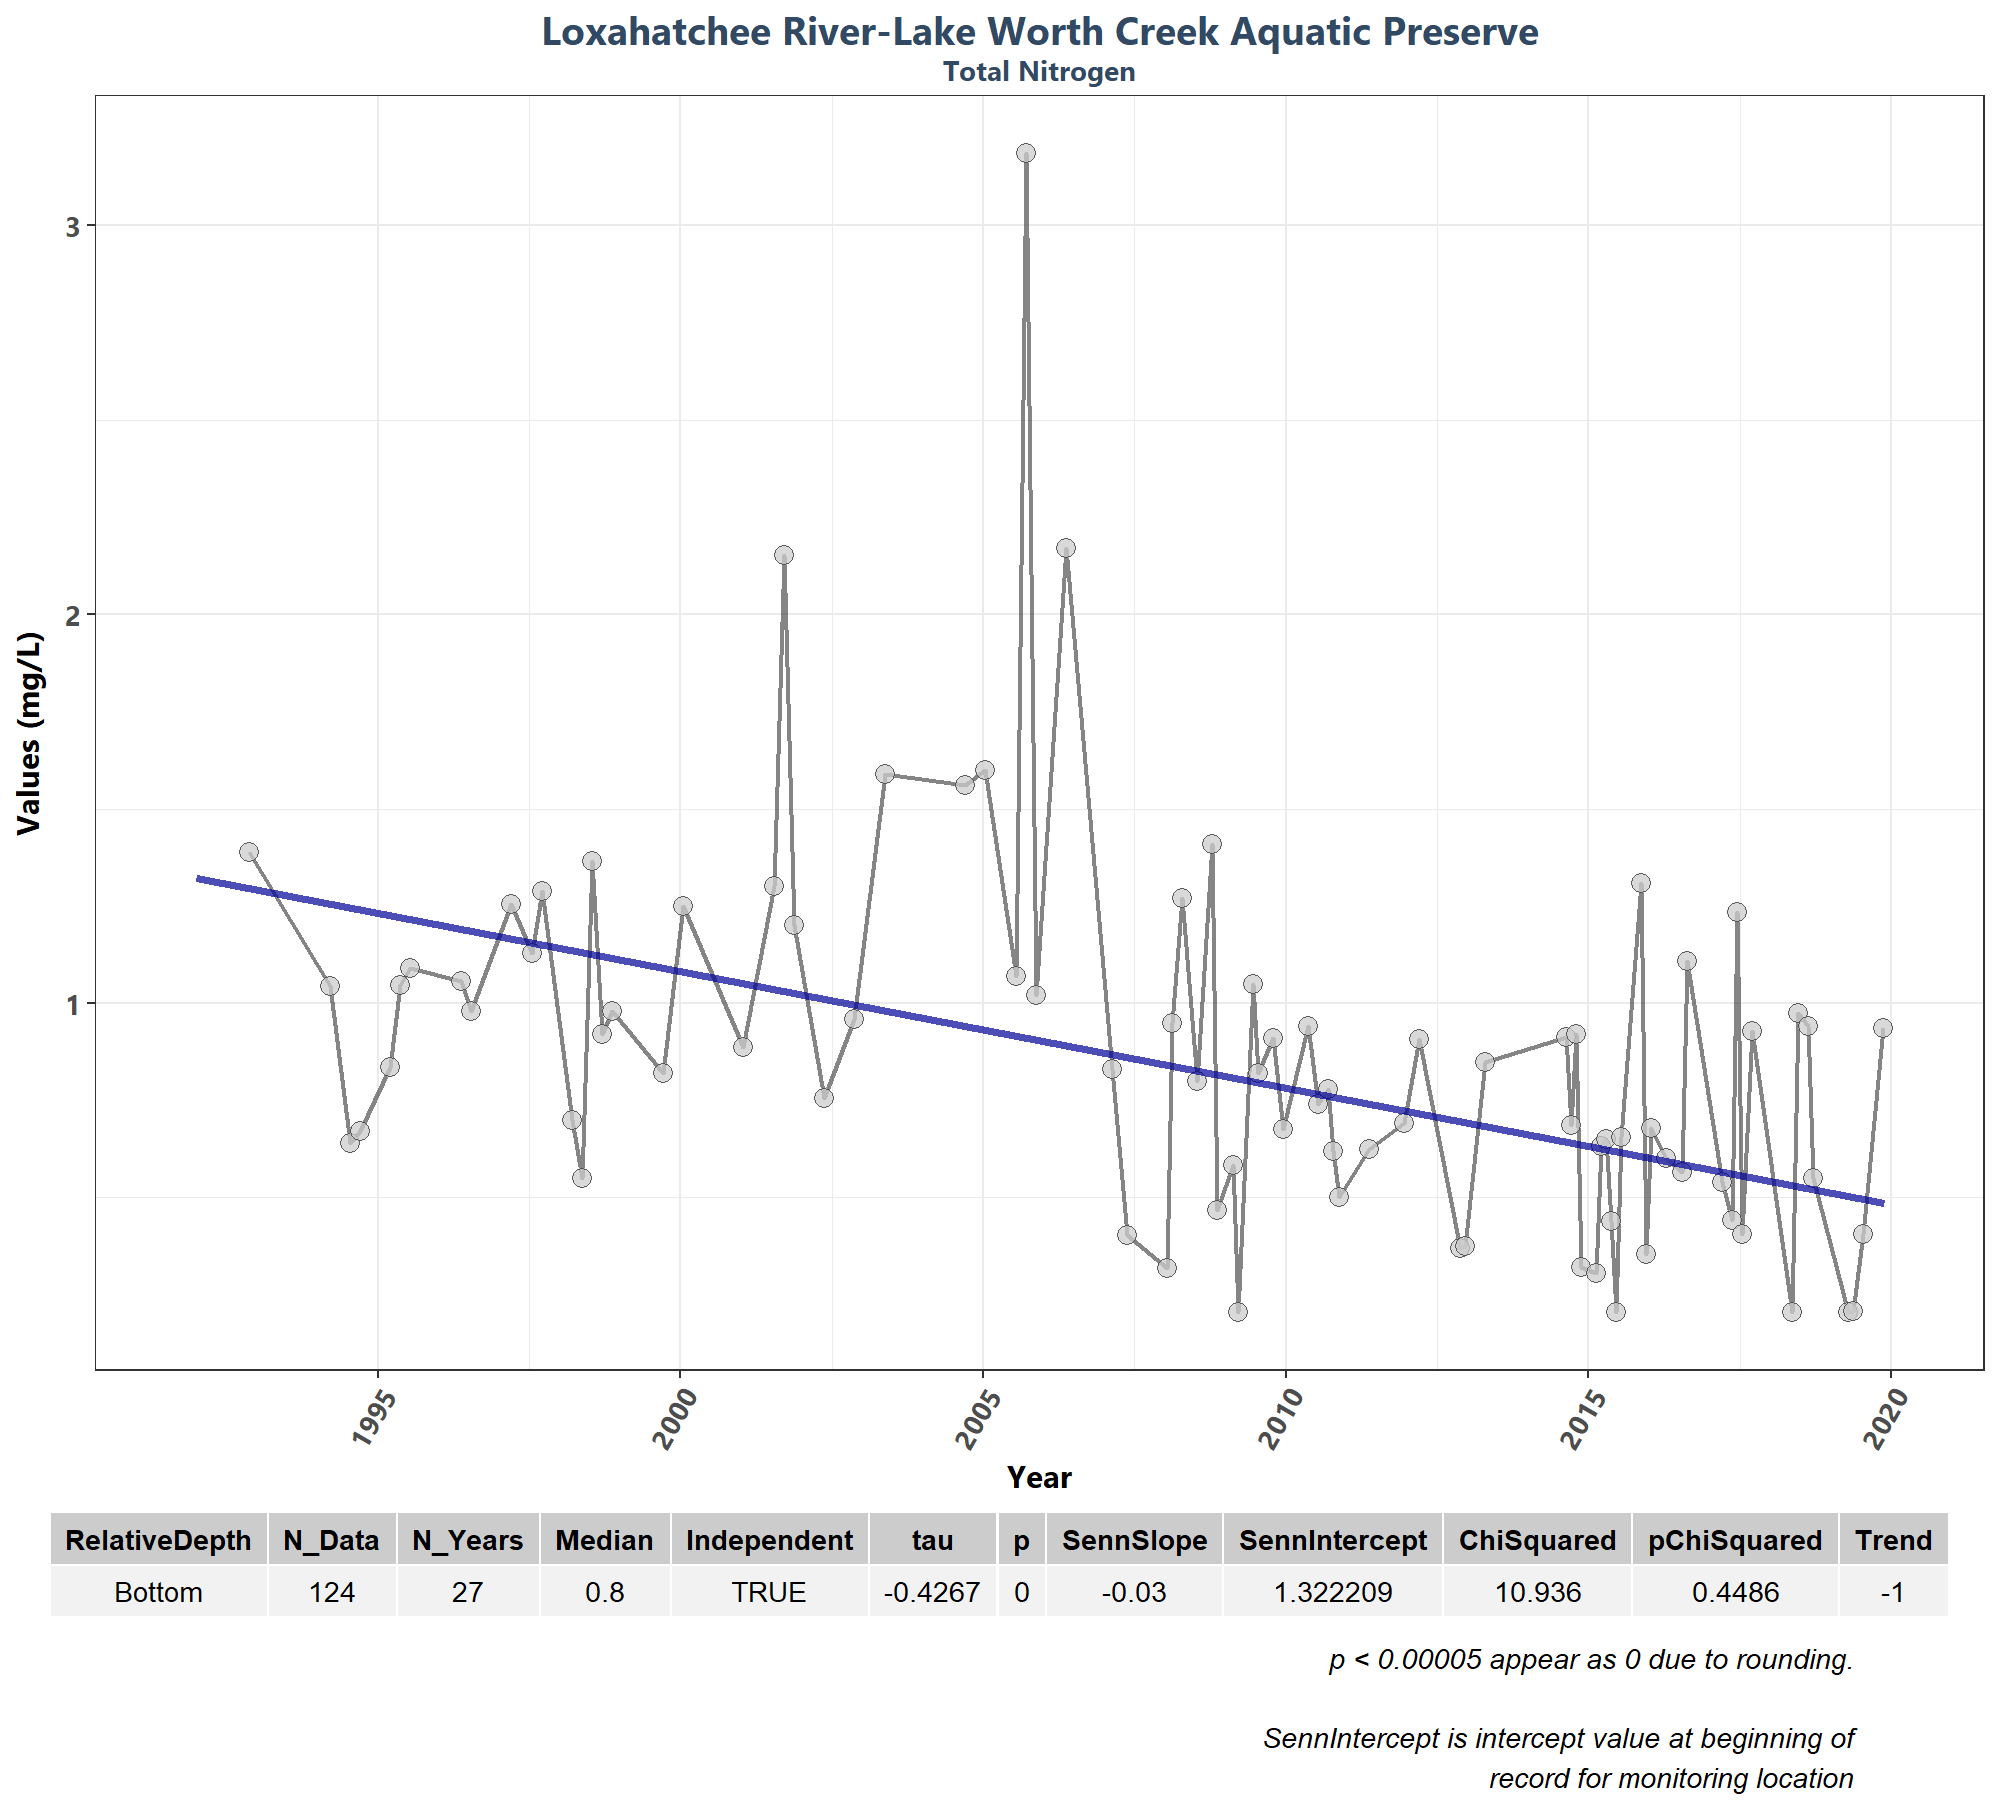 Loxahatchee River-Lake Worth Creek Aquatic Preserve
Total Nitrogen
Values (mg/L)
3
2
1
1995
2000
2005
2010
2015
2020
Year
RelativeDepth N_Data N_Years Median Independent tau p SennSlope SennIntercept ChiSquared pChiSquared Trend
Bottom 124 27 0.8 TRUE -0.4267 0 -0.03 1.322209 10.936 0.4486 -1
p < 0.00005 appear as 0 due to rounding.
SennIntercept is intercept value at beginning of
record for monitoring location